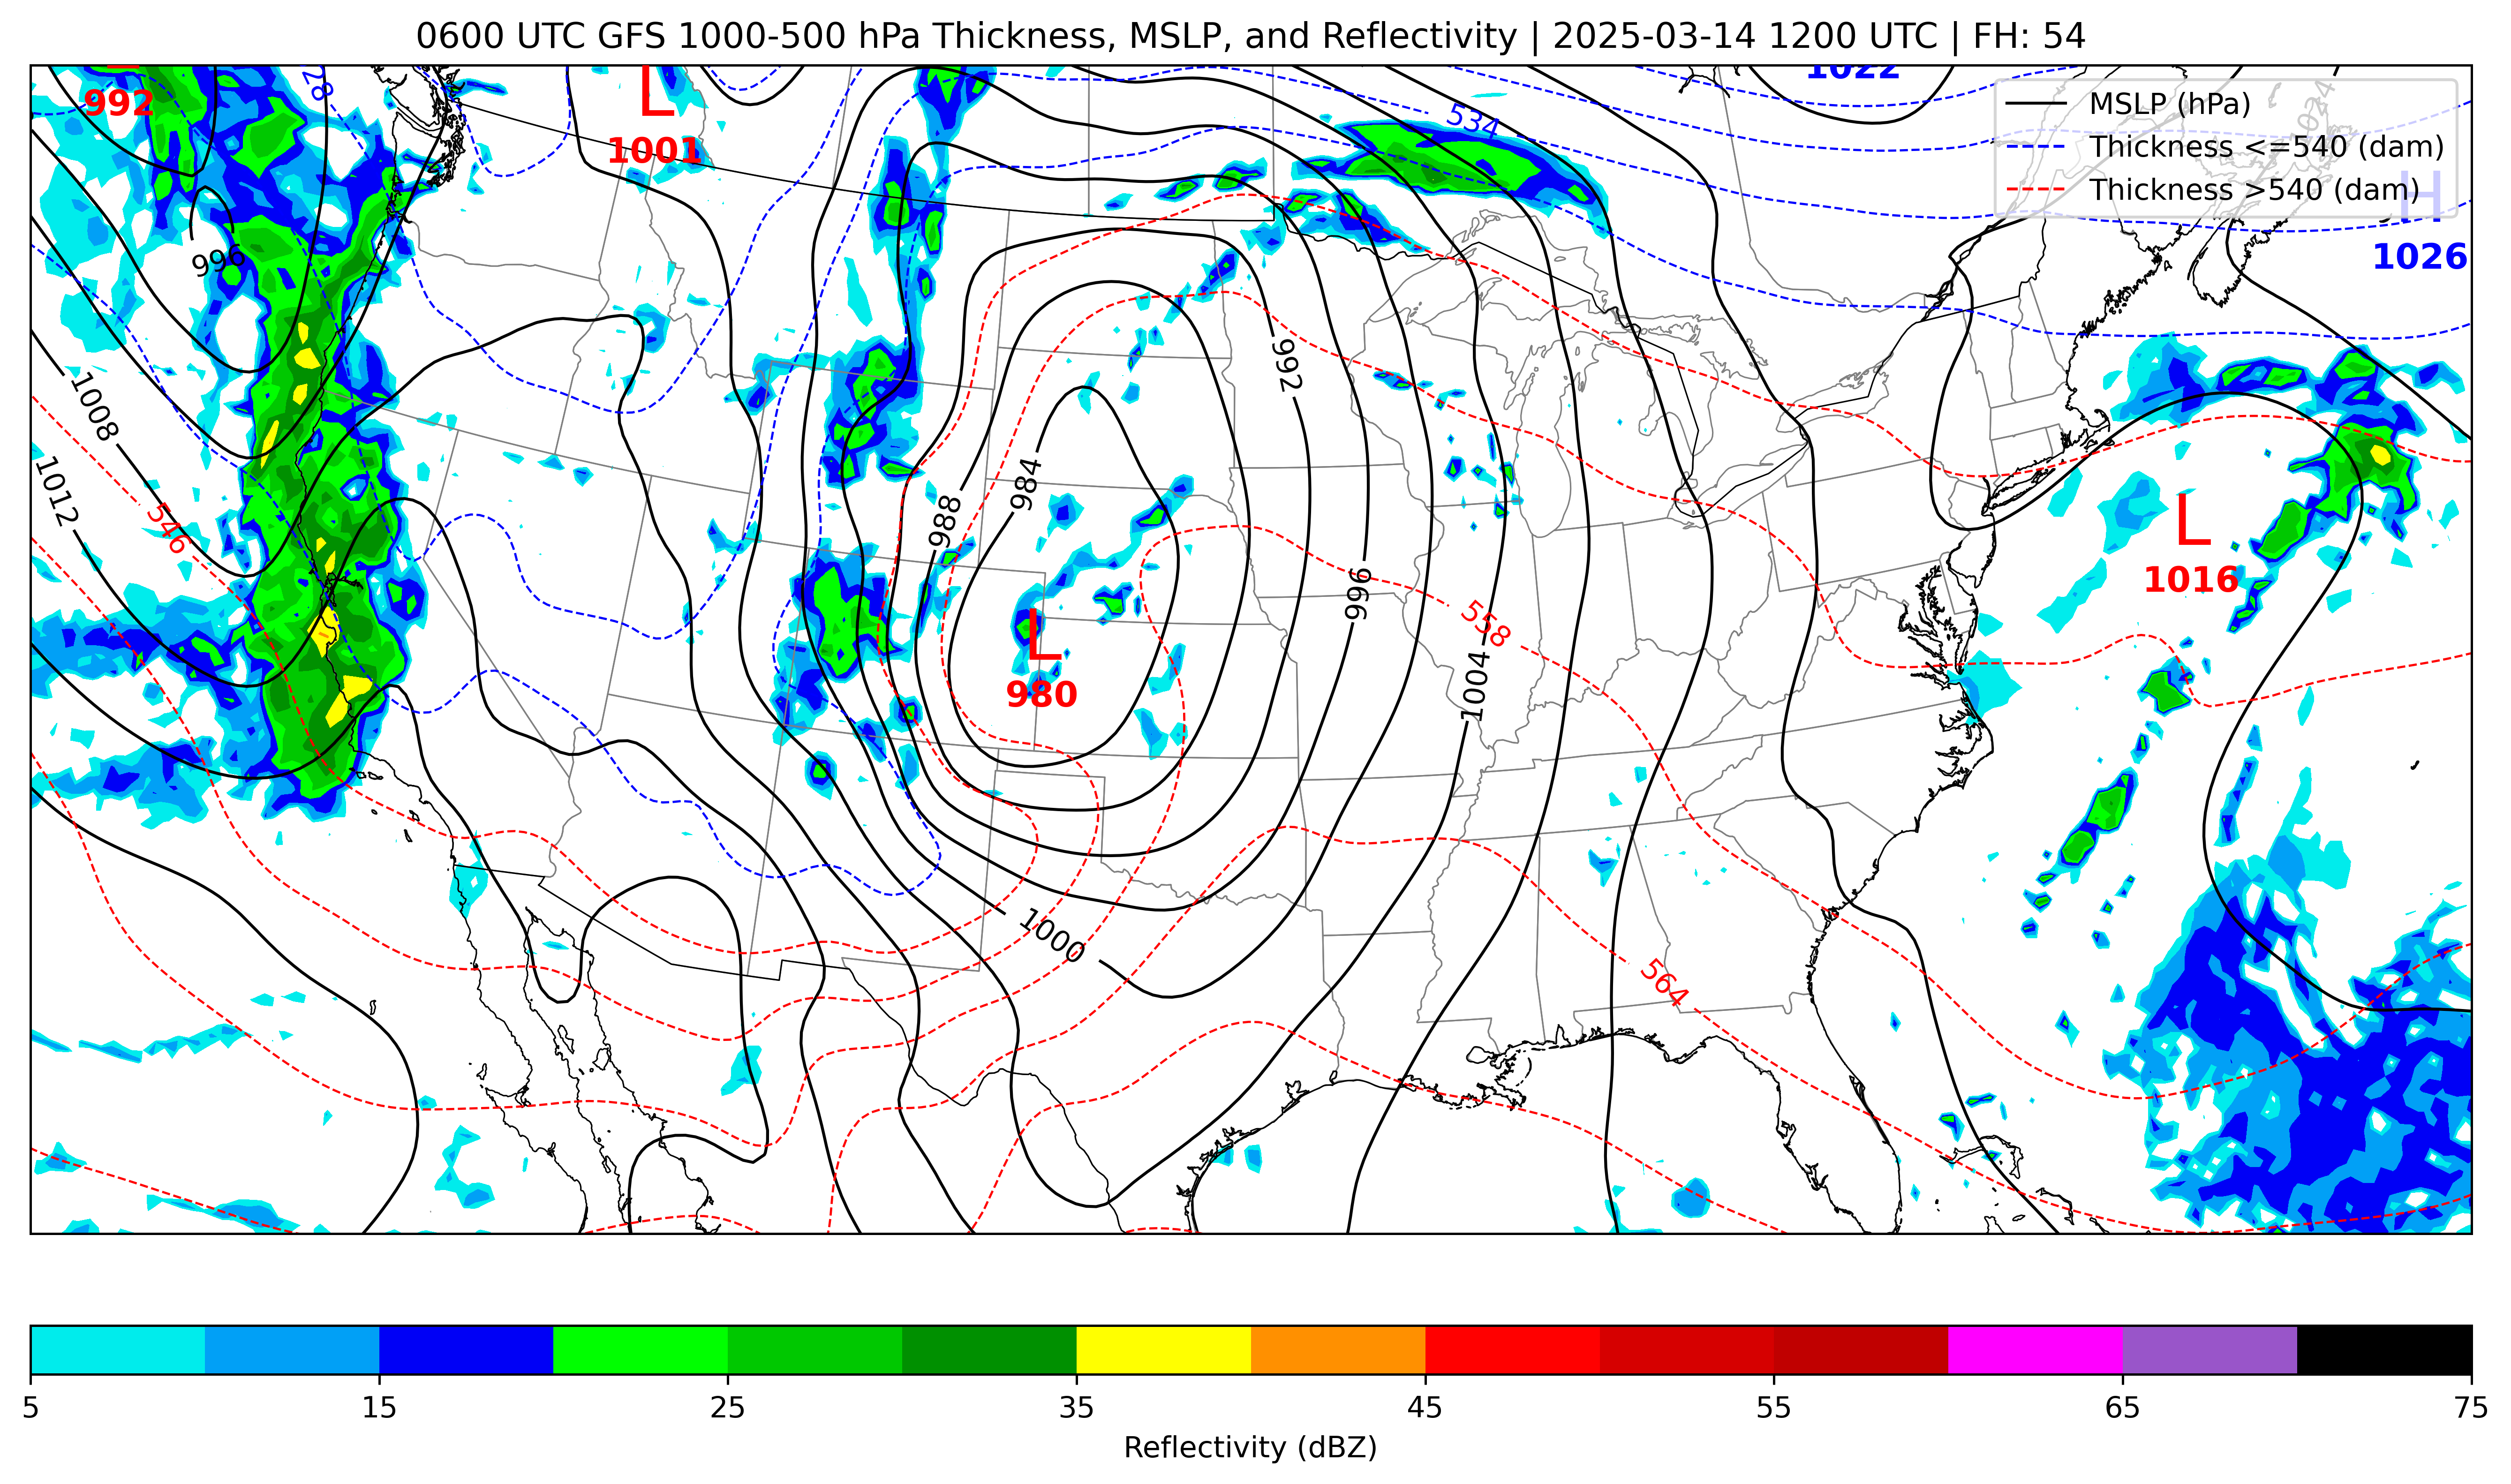 0600 UTC GFS 1000-500 hPa Thickness, MSLP, and Reflectivity | 2025-03-14 1200 UTC | FH: 54
MSLP (hPa)
Thickness <=540 (dam)
Thickness >540 (dam)
1022
1024
28
L
992
1001
534
H
1026
996
992
1008
984
1012
988
546
L
1016
996
558
L
980
1004
1000
564
5 15 25 35 45 55 65 75
Reflectivity (dBZ)